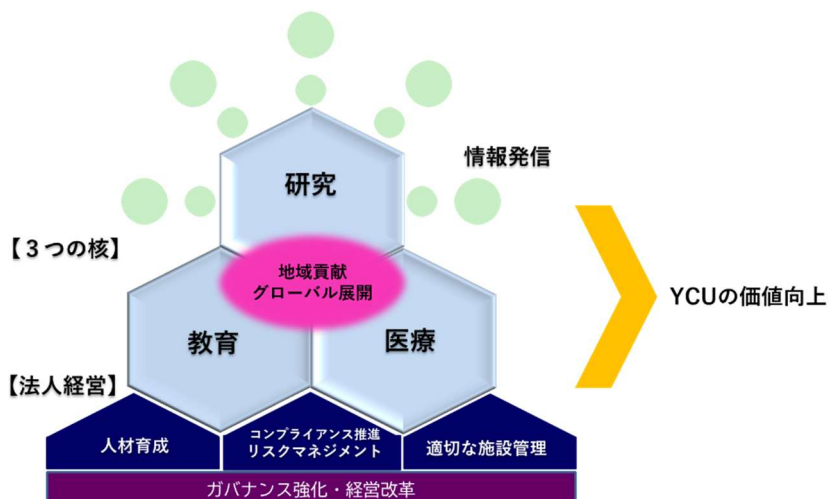 情報発信
研究
【３つの核】
地域貢献
グローバル展開
YCUの価値向上
教育
医療
【法人経営】
人材育成
コンプライアンス推進
リスクマネジメント
適切な施設管理
ガバナンス強化・経営改革